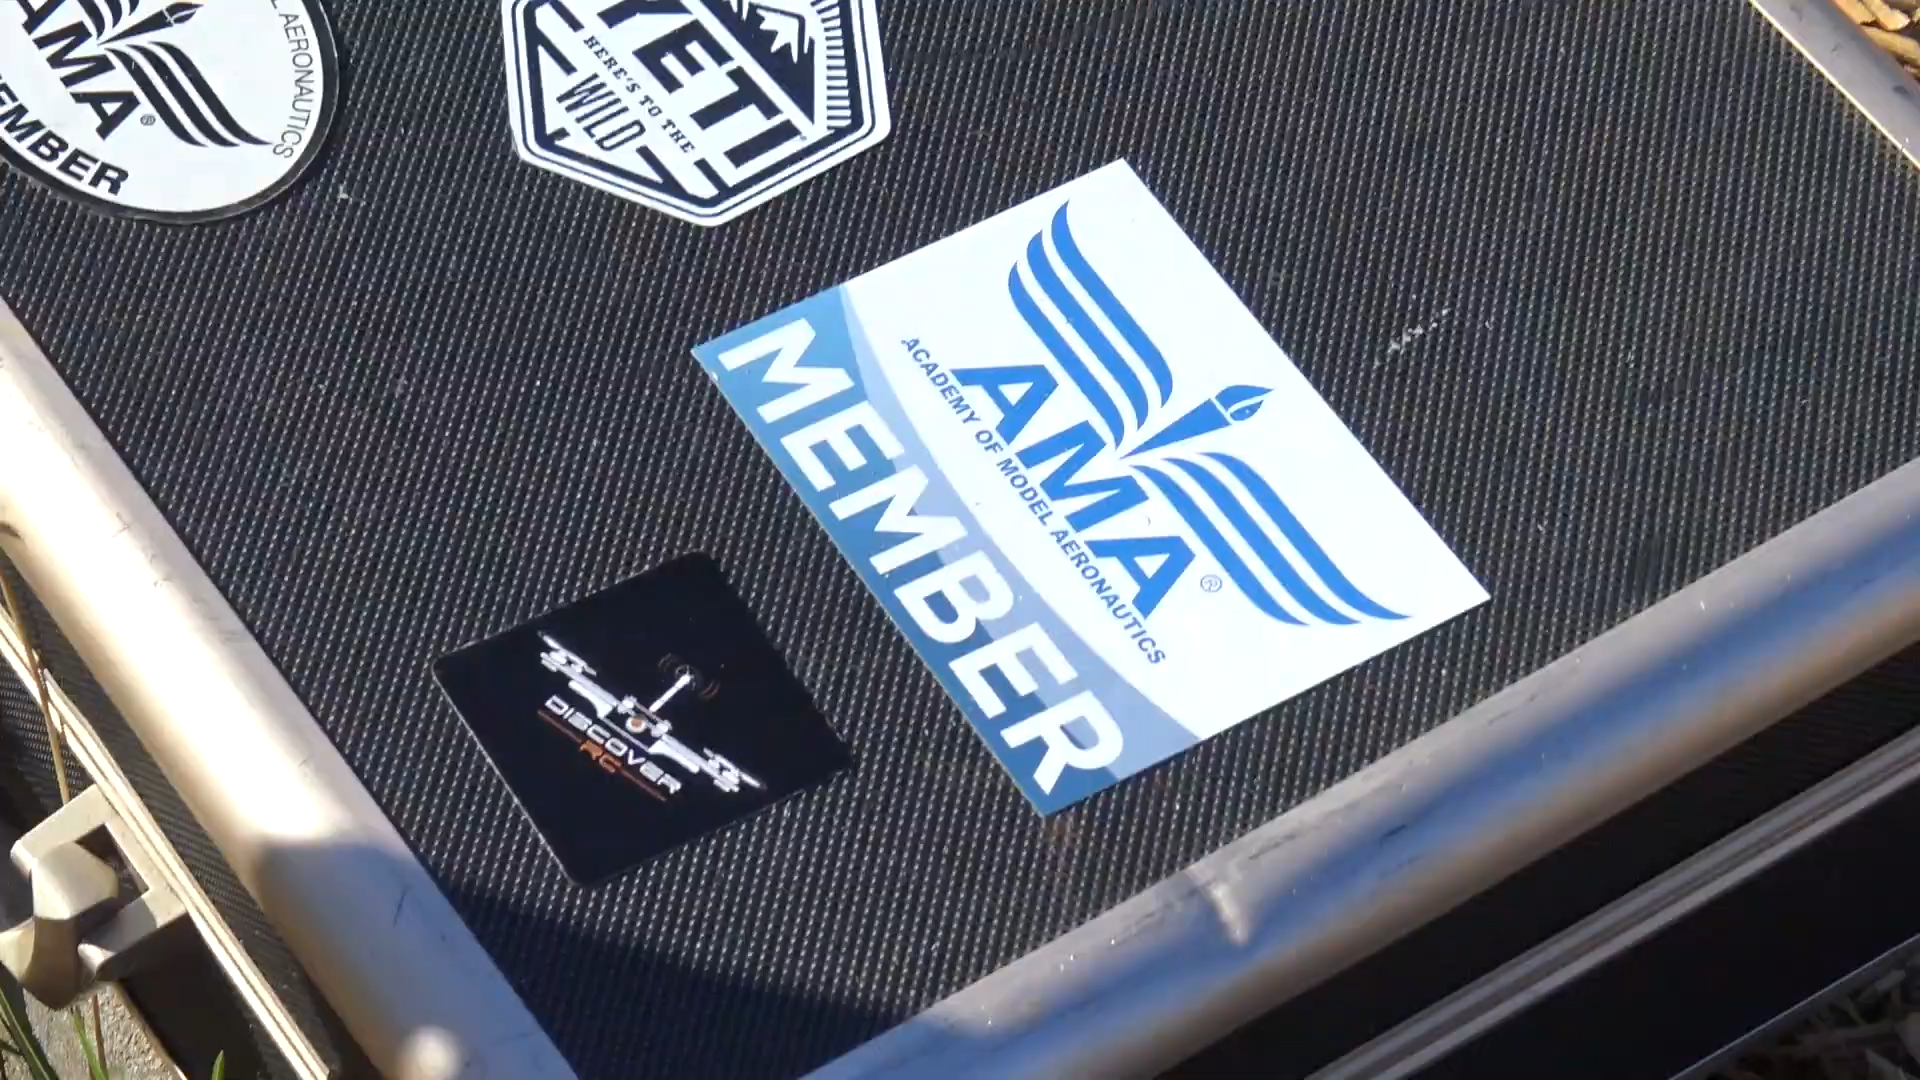 AMA®
MEMBER
AERONAUTICS
YETI
HERE'S TO THE
WILD
AMA®
ACADEMY OF MODEL AERONAUTICS
MEMBER
DISCOVER
RC